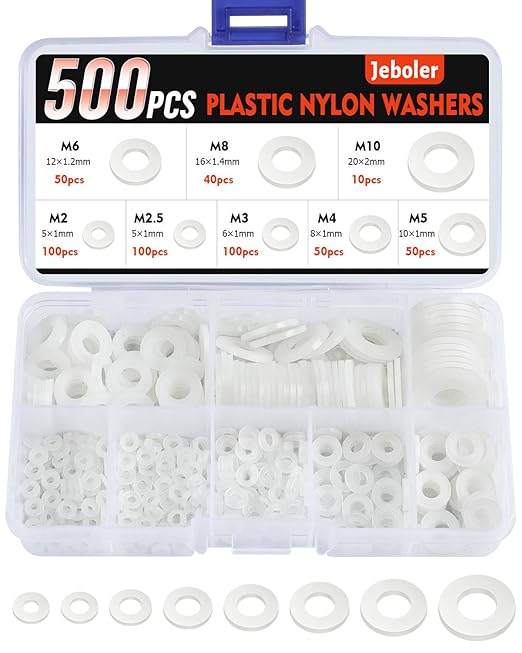 Jeboler
500PCS PLASTIC NYLON WASHERS
M6
12×1.2mm
50pcs
M8
16×1.4mm
40pcs
M10
20×2mm
10pcs
M2
5×1mm
100pcs
M2.5
5×1mm
100pcs
M3
6×1mm
100pcs
M4
8×1mm
50pcs
M5
10×1mm
50pcs